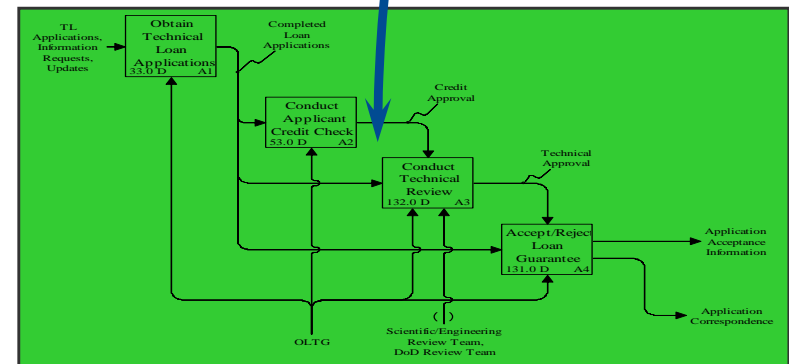 TL
Applications,
Information
Requests,
Updates
Obtain
Technical
Loan
Applications
33.0 D A1
Completed
Loan
Applications
Conduct
Applicant
Credit Check
53.0 D A2
Credit
Approval
Conduct
Technical
Review
132.0 D A3
Technical
Approval
Accept/Reject
Loan
Guarantee
131.0 D A4
Application
Acceptance
Information
Application
Correspondence
OLTG
( )
Scientific/Engineering
Review Team,
DoD Review Team